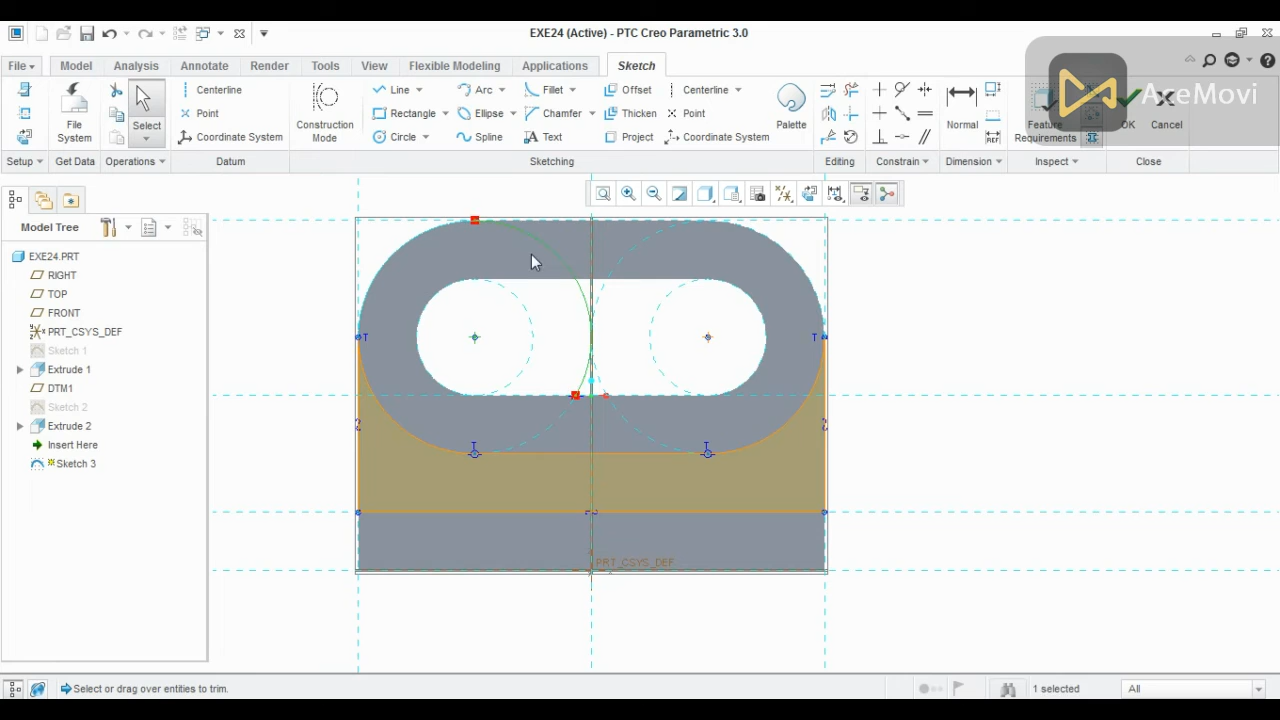 EXE24 (Active) - PTC Creo Parametric 3.0
File Model Analysis Annotate Render Tools View Flexible Modeling Applications Sketch
Centerline Line Arc Fillet Offset Centerline
Point Rectangle Ellipse Chamfer Thicken Point
File System Select Coordinate System Construction Mode Circle Spline Text Project Coordinate System Palette Normal Feature Requirements OK Cancel
Setup Get Data Operations Datum Sketching Editing Constrain Dimension Inspect Close
AceMovi
Model Tree
EXE24.PRT
RIGHT
TOP
FRONT
PRT_CSYS_DEF
Sketch 1
Extrude 1
DTM1
Sketch 2
Extrude 2
Insert Here
Sketch 3
T T
T T
PRT_CSYS_DEF
Select or drag over entities to trim. 1 selected All